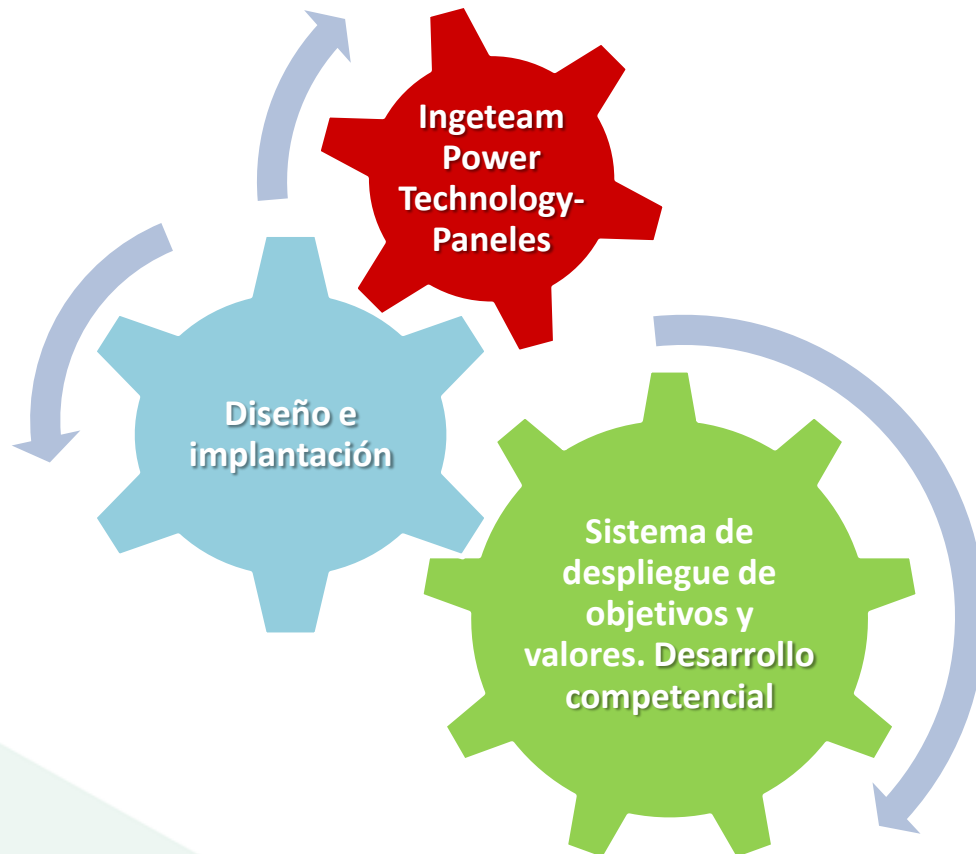 Ingeteam
Power
Technology-
Paneles
Diseño e
implantación
Sistema de
despliegue de
objetivos y
valores. Desarrollo
competencial